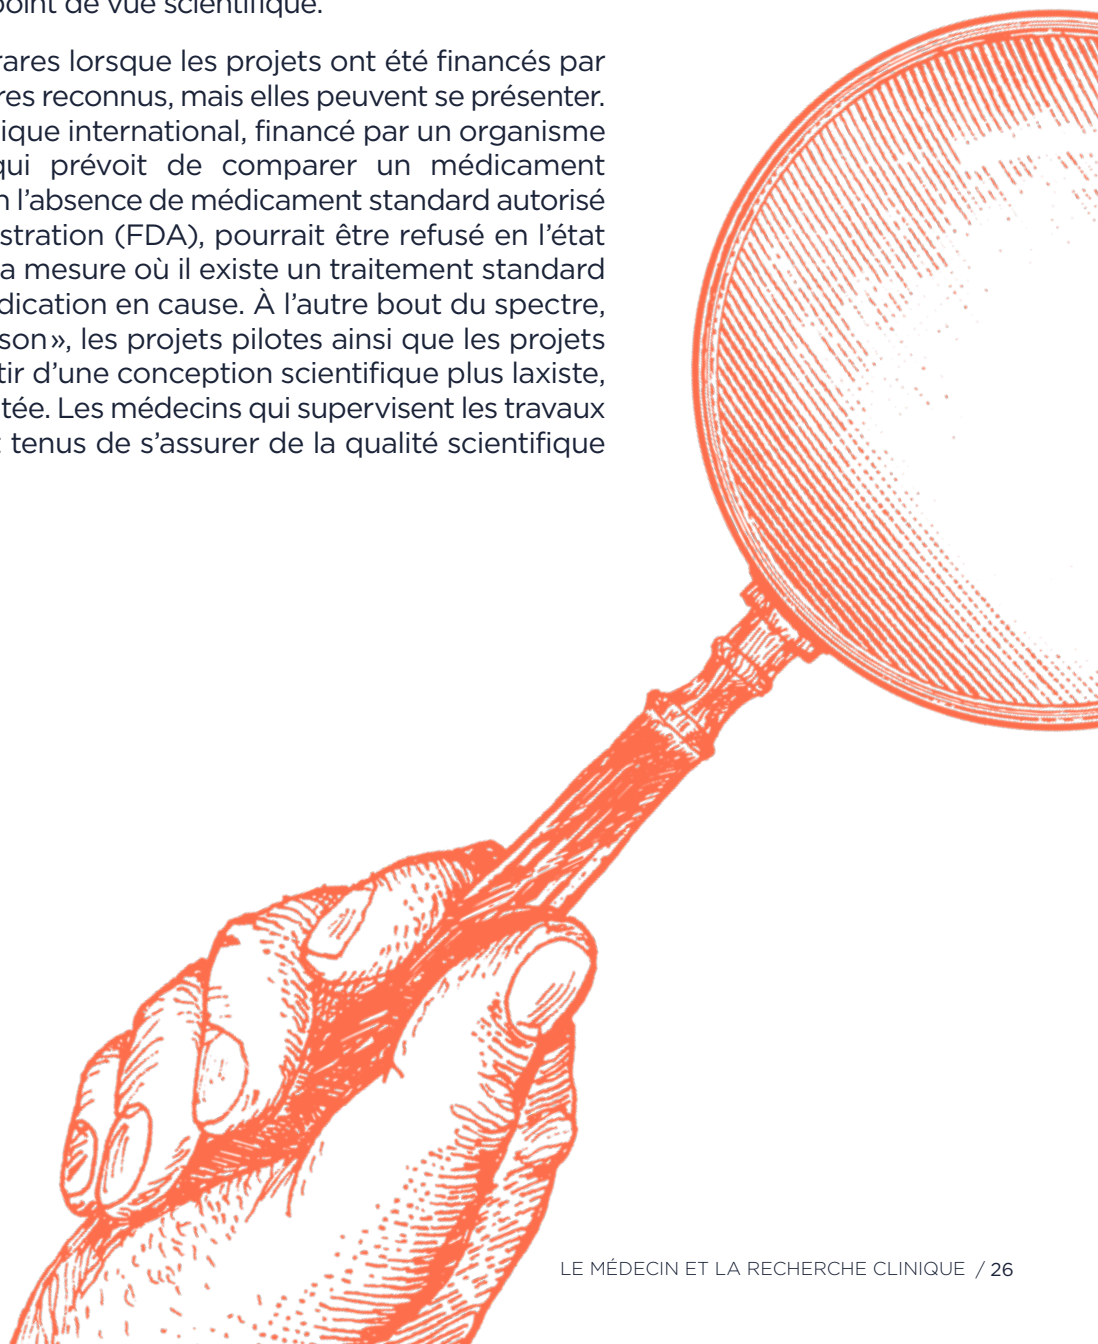 point de vue scientifique.
rares lorsque les projets ont été financés par
res reconnus, mais elles peuvent se présenter.
ique international, financé par un organisme
qui prévoit de comparer un médicament
n l’absence de médicament standard autorisé
stration (FDA), pourrait être refusé en l’état
a mesure où il existe un traitement standard
dication en cause. À l’autre bout du spectre,
son », les projets pilotes ainsi que les projets
tir d’une conception scientifique plus laxiste,
tée. Les médecins qui supervisent les travaux
t tenus de s’assurer de la qualité scientifique
LE MÉDECIN ET LA RECHERCHE CLINIQUE / 26